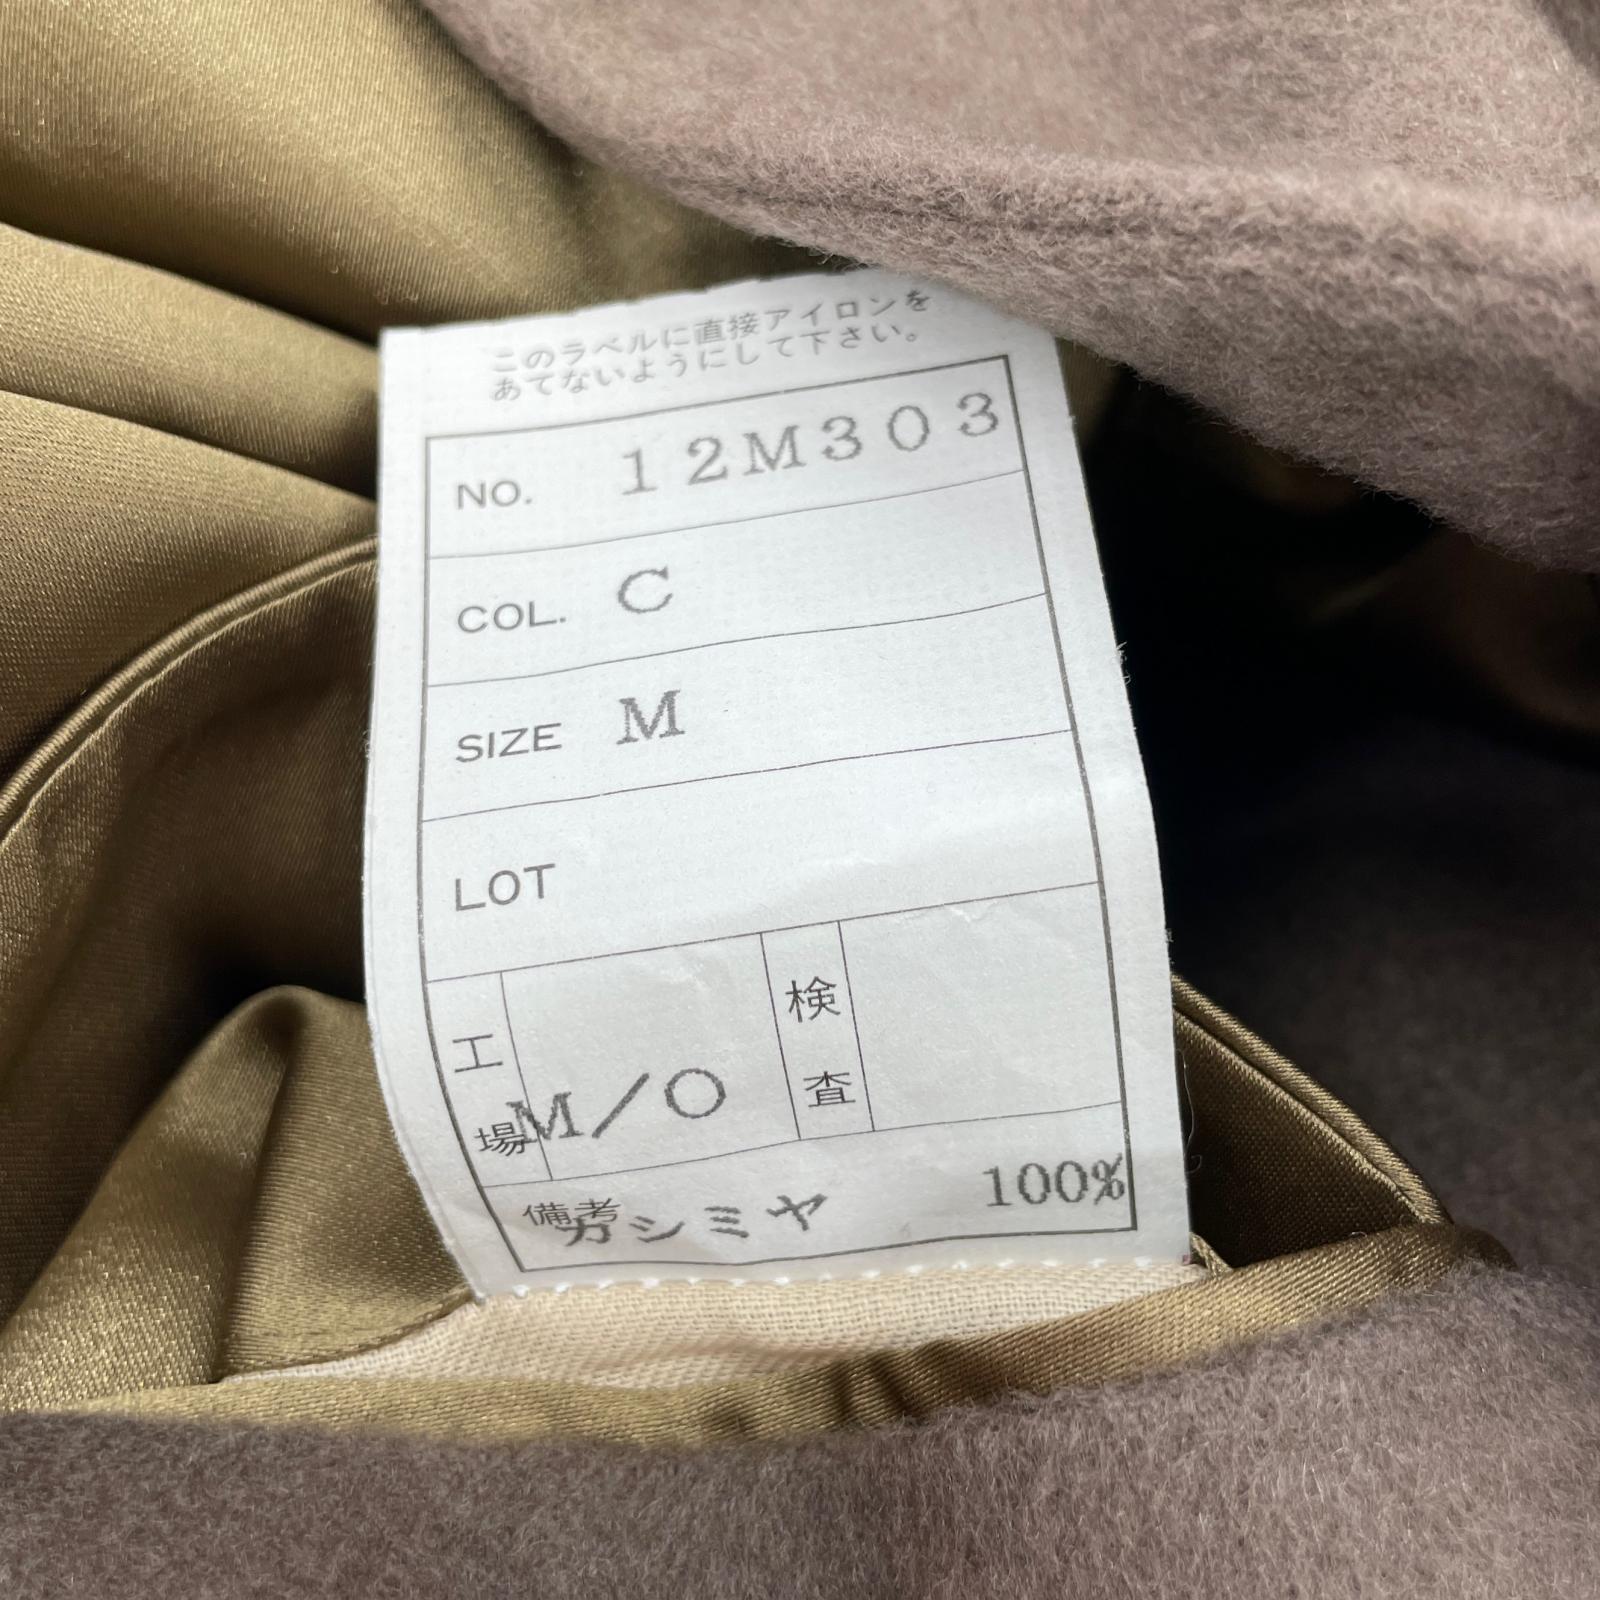 このラベルに直接アイロンを
あてないようにして下さい。
NO. 12M303
COL. C
SIZE M
LOT
工場 M/O 検査
備考 カシミヤ 100%